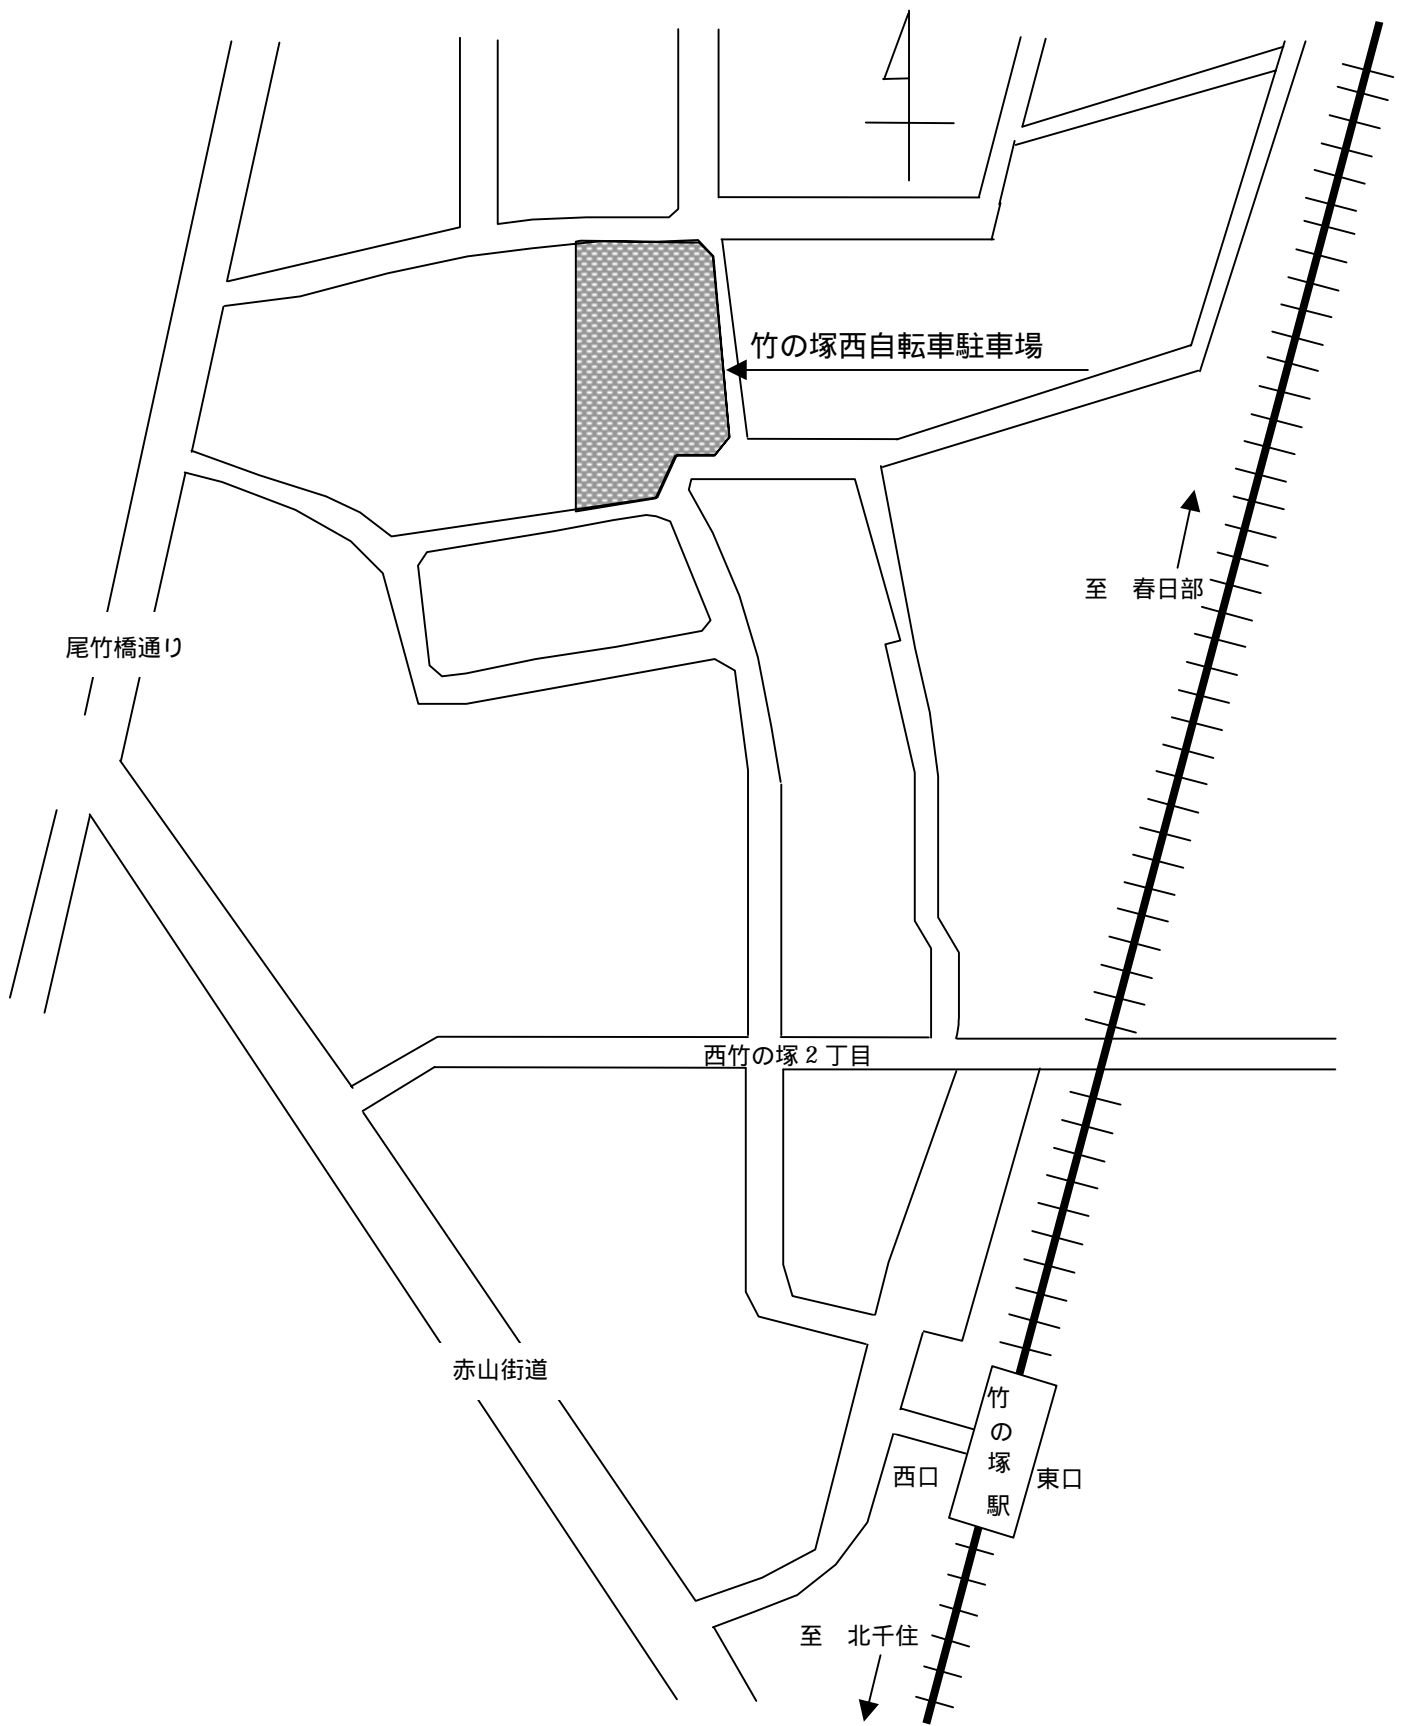 竹の塚西自転車駐車場
至　春日部
尾竹橋通り
西竹の塚２丁目
赤山街道
竹の塚 駅
西口
東口
至　北千住